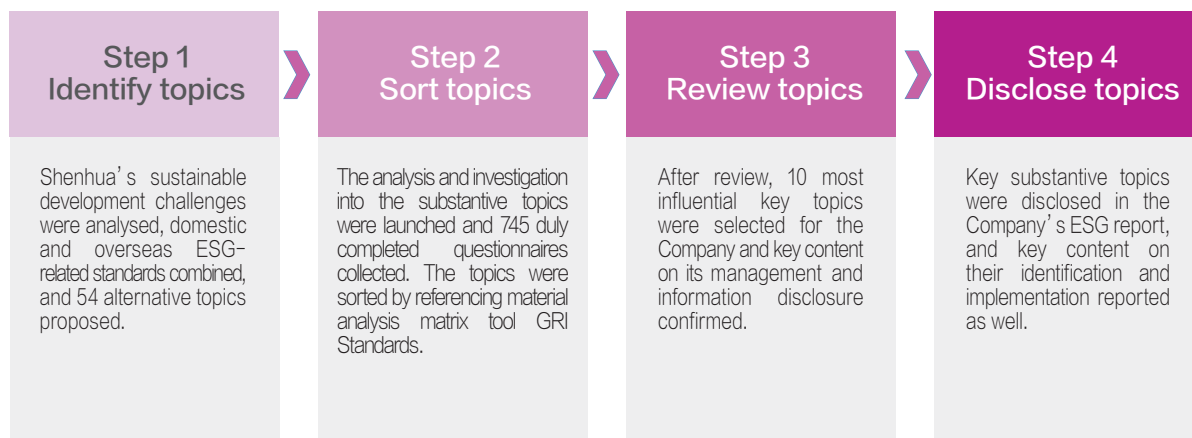 Step 1
Identify topics
Shenhua's sustainable
development challenges
were analysed, domestic
and overseas ESG-
related standards combined,
and 54 alternative topics
proposed.
Step 2
Sort topics
The analysis and investigation
into the substantive topics
were launched and 745 duly
completed questionnaires
collected. The topics were
sorted by referencing material
analysis matrix tool GRI
Standards.
Step 3
Review topics
After review, 10 most
influential key topics
were selected for the
Company and key content
on its management and
information disclosure
confirmed.
Step 4
Disclose topics
Key substantive topics
were disclosed in the
Company's ESG report,
and key content on
their identification and
implementation reported
as well.